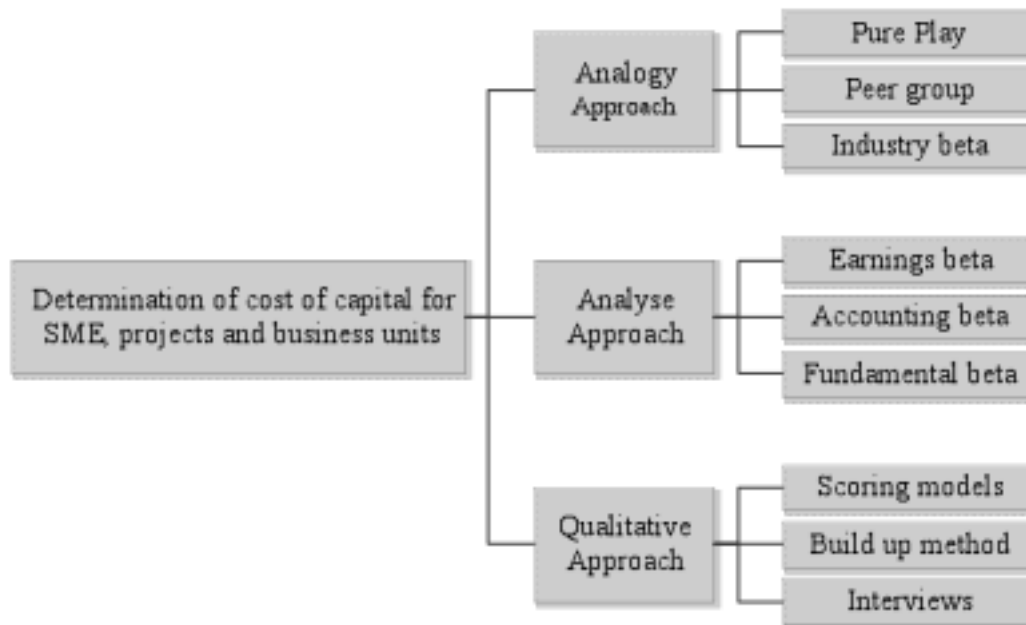 Analogy
Approach
Pure Play
Peer group
Industry beta
Determination of cost of capital for
SME, projects and business units
Analyse
Approach
Earnings beta
Accounting beta
Fundamental beta
Qualitative
Approach
Scoring models
Build up method
Interviews